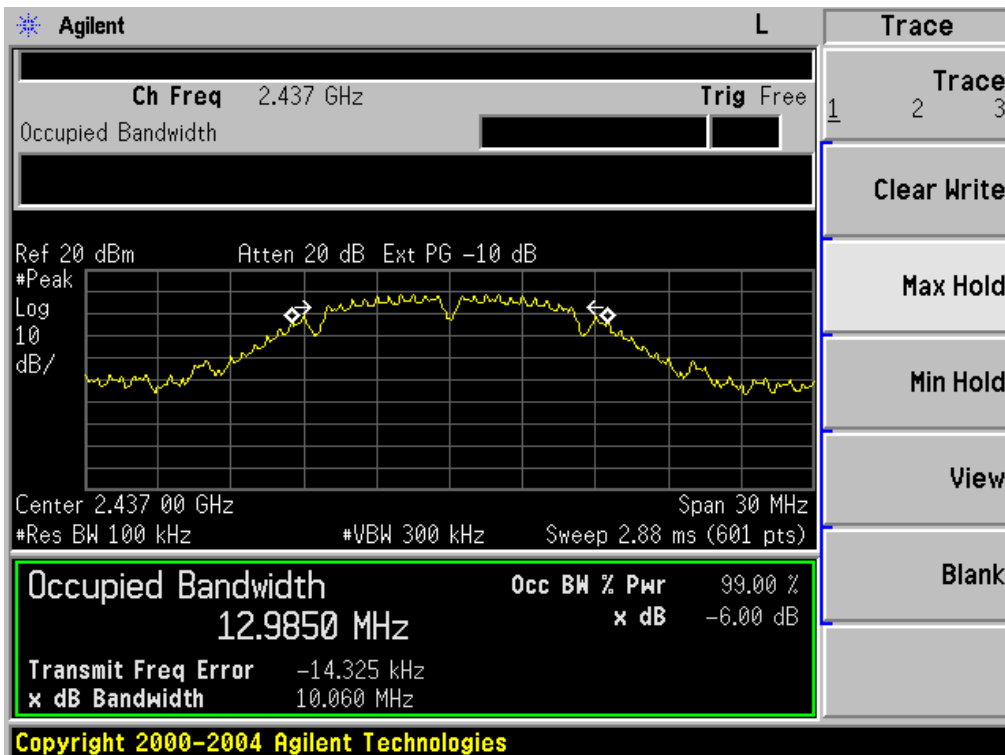 Agilent L Trace
Ch Freq 2.437 GHz Trig Free
Occupied Bandwidth
Trace
1 2 3
Clear Write
Max Hold
Min Hold
View
Blank
Ref 20 dBm Atten 20 dB Ext PG -10 dB
#Peak
Log
10
dB/
Center 2.437 00 GHz Span 30 MHz
#Res BW 100 kHz #VBW 300 kHz Sweep 2.88 ms (601 pts)
Occupied Bandwidth Occ BW % Pwr 99.00 %
12.9850 MHz x dB -6.00 dB
Transmit Freq Error -14.325 kHz
x dB Bandwidth 10.060 MHz
Copyright 2000-2004 Agilent Technologies